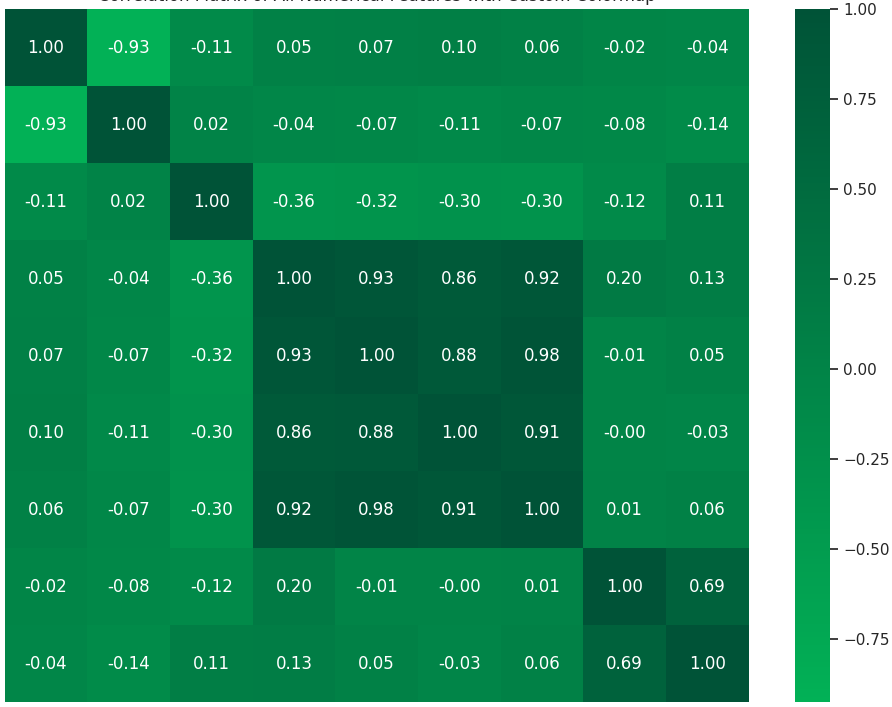 Correlation Matrix of All Numerical Features with Custom Colormap
1.00 -0.93 -0.11 0.05 0.07 0.10 0.06 -0.02 -0.04
-0.93 1.00 0.02 -0.04 -0.07 -0.11 -0.07 -0.08 -0.14
-0.11 0.02 1.00 -0.36 -0.32 -0.30 -0.30 -0.12 0.11
0.05 -0.04 -0.36 1.00 0.93 0.86 0.92 0.20 0.13
0.07 -0.07 -0.32 0.93 1.00 0.88 0.98 -0.01 0.05
0.10 -0.11 -0.30 0.86 0.88 1.00 0.91 -0.00 -0.03
0.06 -0.07 -0.30 0.92 0.98 0.91 1.00 0.01 0.06
-0.02 -0.08 -0.12 0.20 -0.01 -0.00 0.01 1.00 0.69
-0.04 -0.14 0.11 0.13 0.05 -0.03 0.06 0.69 1.00
1.00
0.75
0.50
0.25
0.00
−0.25
−0.50
−0.75